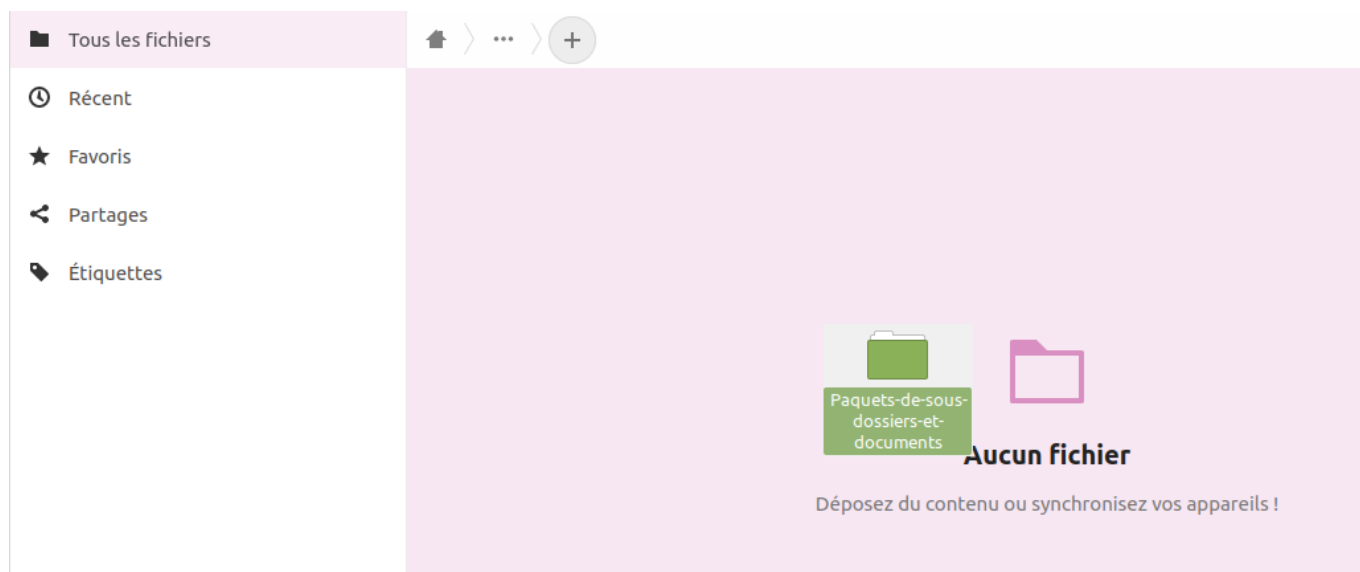 Tous les fichiers
Récent
Favoris
Partages
Étiquettes
Paquets-de-sous-
dossiers-et-
documents
Aucun fichier
Déposez du contenu ou synchronisez vos appareils !